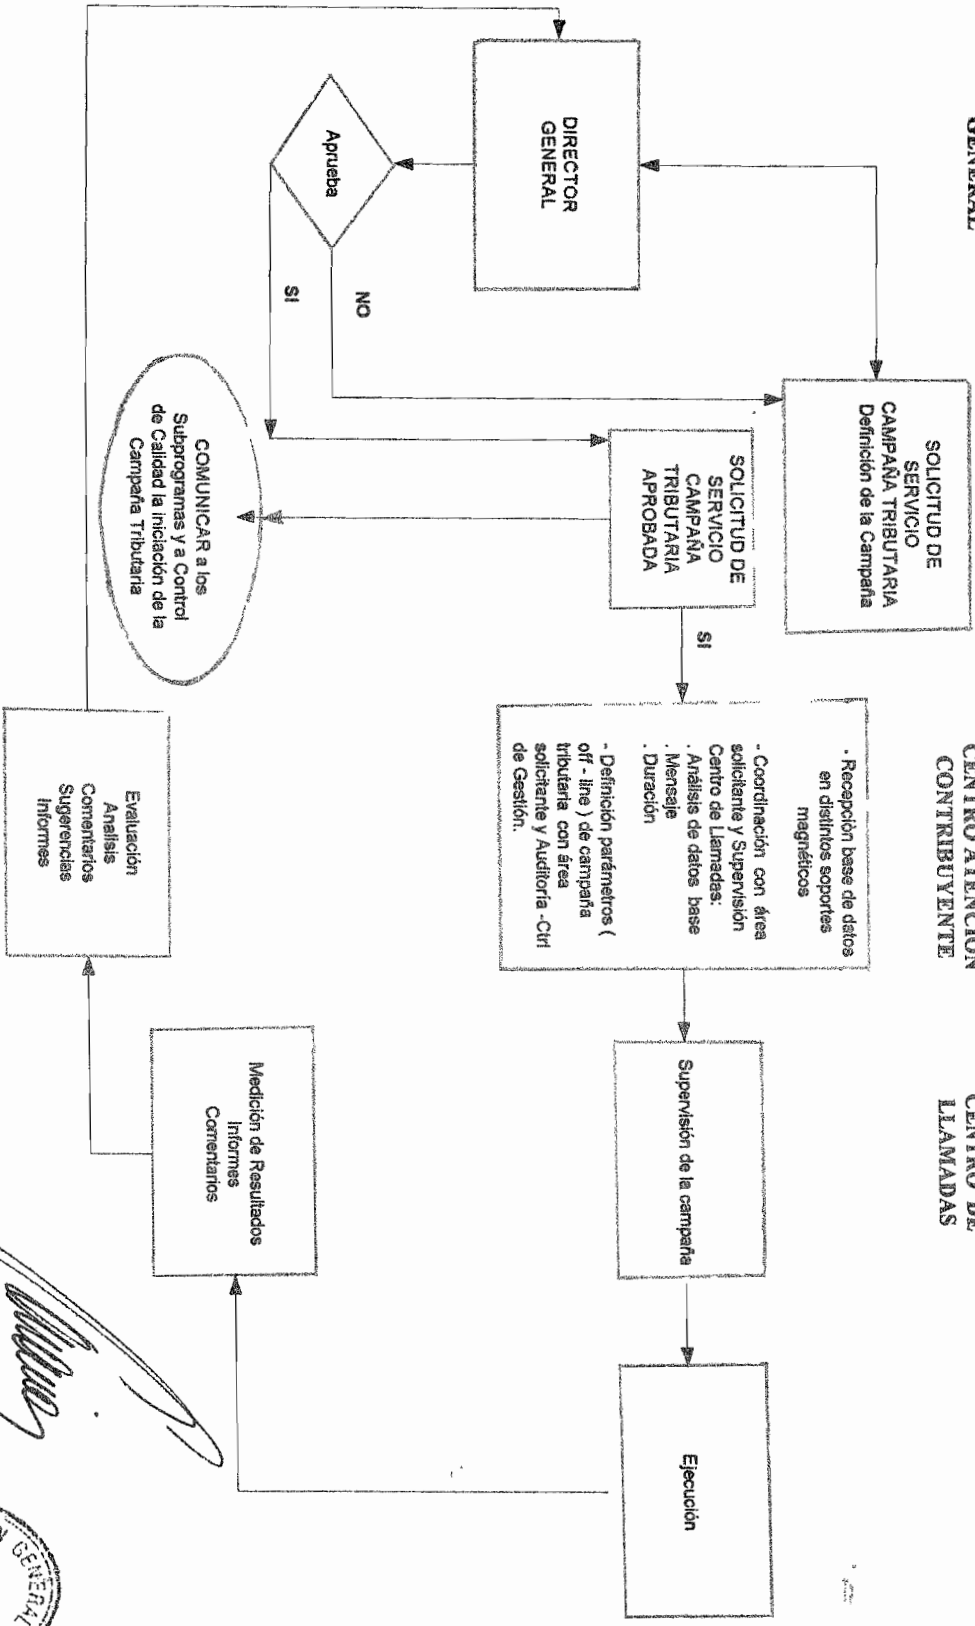 GENERAL
CENTRO ATENCION
CONTRIBUYENTE
CENTRO DE
LLAMADAS
SOLICITUD DE
SERVICIO
CAMPAÑA TRIBUTARIA
Definición de la Campaña
DIRECTOR
GENERAL
Aprueba
NO
SI
SOLICITUD DE
SERVICIO
CAMPAÑA
TRIBUTARIA
APROBADA
SI
COMUNICAR a los
Subprogramas y a Control
de Calidad la iniciación de la
Campaña Tributaria
- Recepción base de datos
en distintos soportes
magnéticos
- Coordinación con área
solicitante y Supervisión
Centro de Llamadas:
. Análisis de datos base
. Mensaje
. Duración
- Definición parámetros (
off - line ) de campaña
tributaria con área
solicitante y Auditoría -Ctrl
de Gestión.
Supervisión de la campaña
Ejecución
Medición de Resultados
Informes
Comentarios
Evaluación
Analisis
Comentarios
Sugerencias
Informes
GENERAL